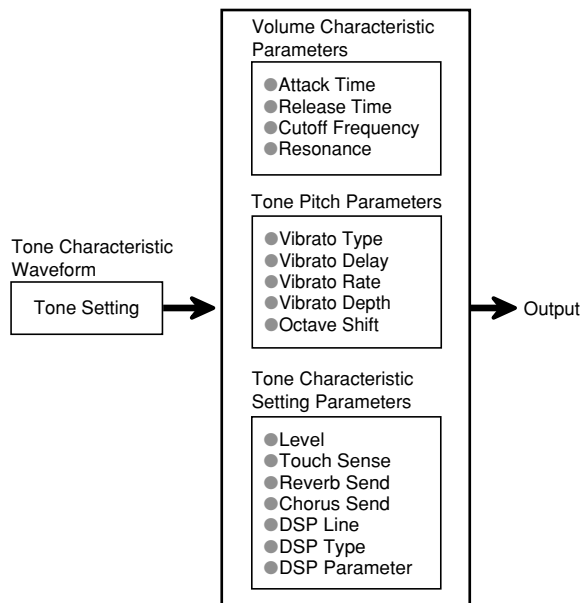 Tone Characteristic
Waveform
Tone Setting
Volume Characteristic
Parameters
●Attack Time
●Release Time
●Cutoff Frequency
●Resonance
Tone Pitch Parameters
●Vibrato Type
●Vibrato Delay
●Vibrato Rate
●Vibrato Depth
●Octave Shift
Tone Characteristic
Setting Parameters
●Level
●Touch Sense
●Reverb Send
●Chorus Send
●DSP Line
●DSP Type
●DSP Parameter
Output